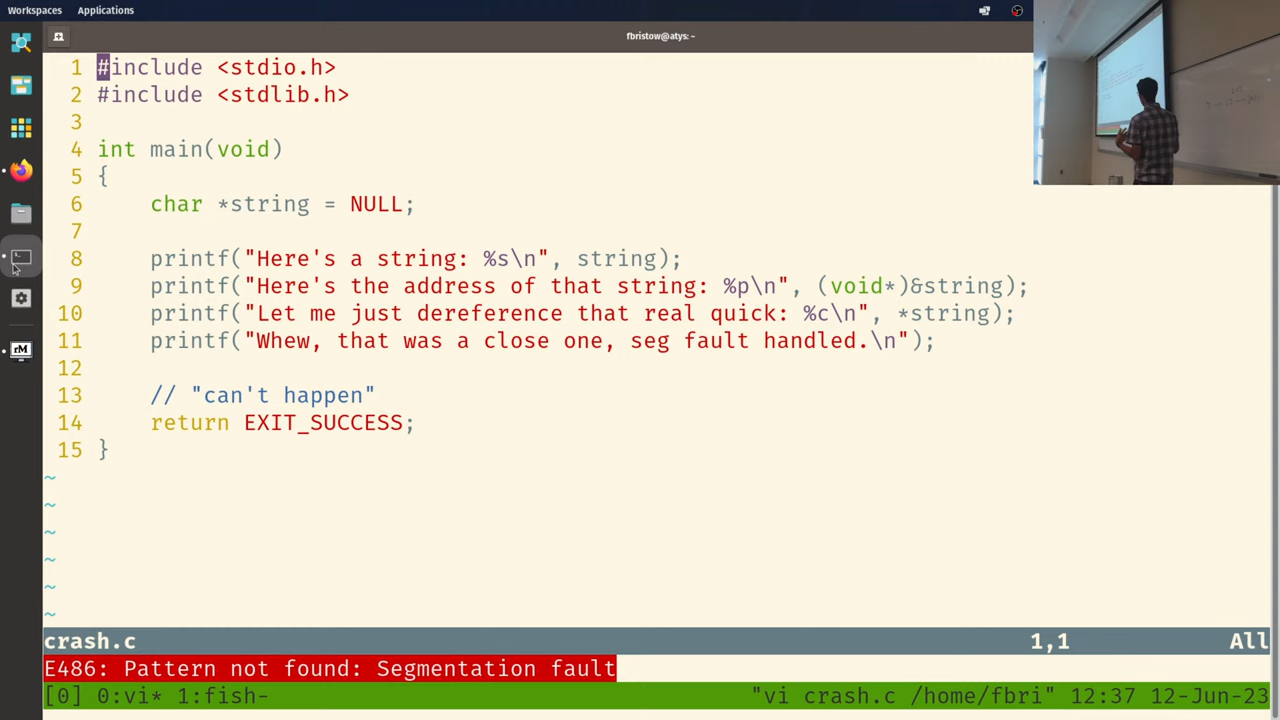 Workspaces Applications
fbristow@atys: ~
1 #include <stdio.h>
2 #include <stdlib.h>
3
4 int main(void)
5 {
6     char *string = NULL;
7
8     printf("Here's a string: %s\n", string);
9     printf("Here's the address of that string: %p\n", (void*)&string);
10     printf("Let me just dereference that real quick: %c\n", *string);
11     printf("Whew, that was a close one, seg fault handled.\n");
12
13     // "can't happen"
14     return EXIT_SUCCESS;
15 }
~
~
~
~
~
~
crash.c 1,1 All
E486: Pattern not found: Segmentation fault
[0] 0:vi* 1:fish- "vi crash.c /home/fbri" 12:37 12-Jun-23
rM